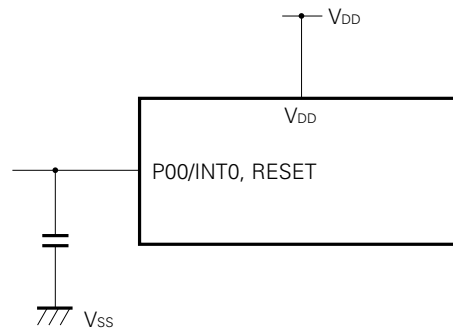 VDD
VDD
P00/INT0, RESET
VSS